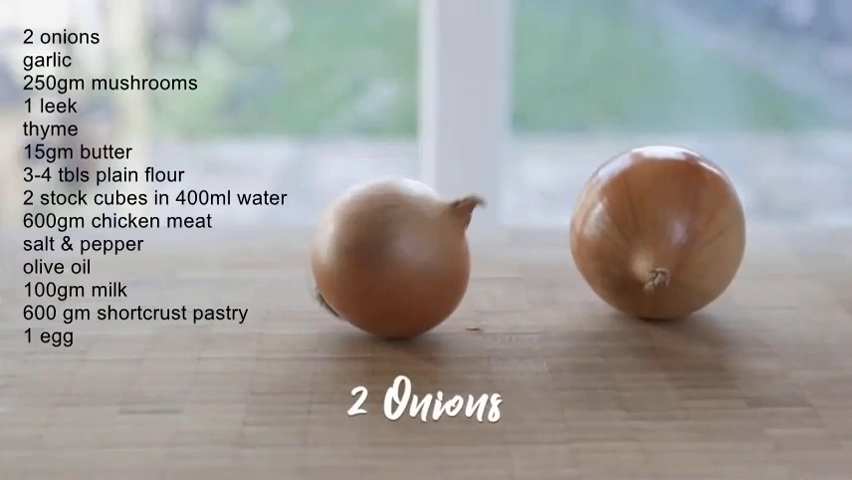 2 onions
garlic
250gm mushrooms
1 leek
thyme
15gm butter
3-4 tbls plain flour
2 stock cubes in 400ml water
600gm chicken meat
salt & pepper
olive oil
100gm milk
600 gm shortcrust pastry
1 egg
2 Onions